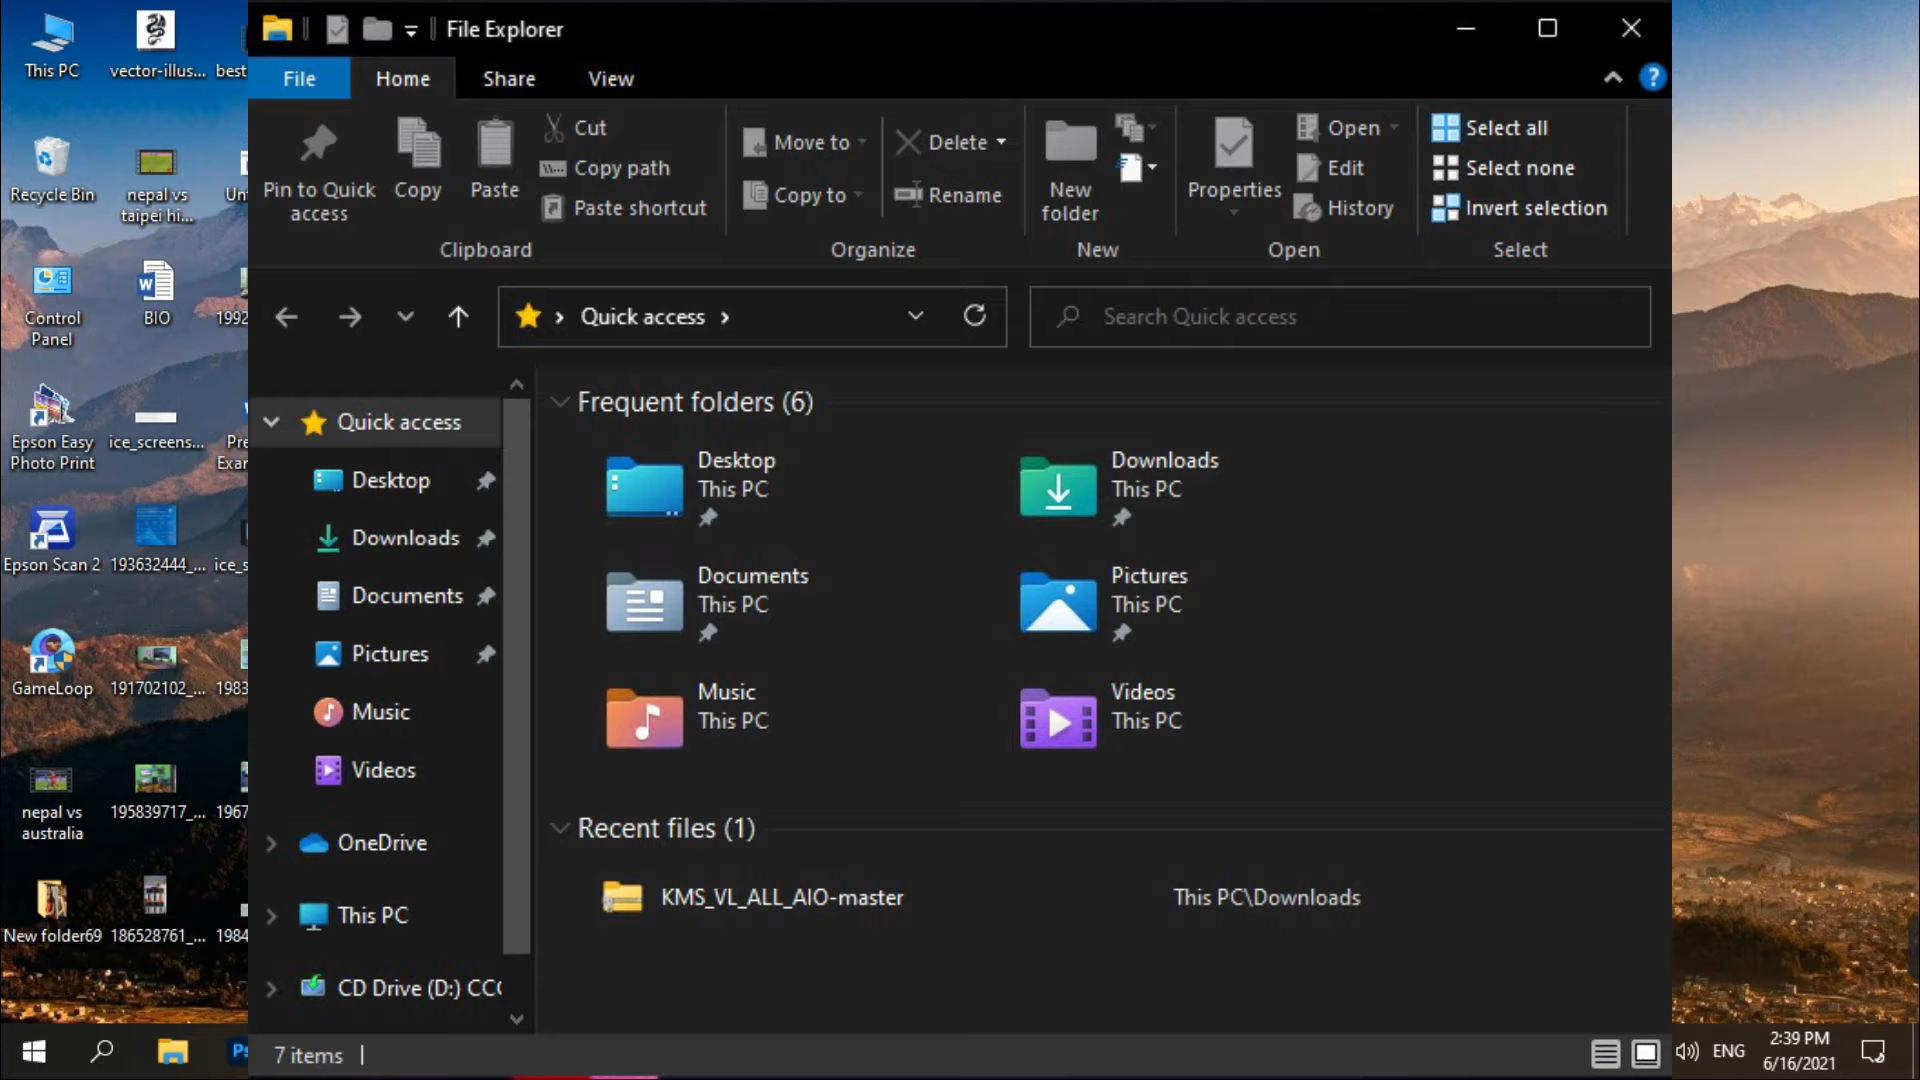 This PC
vector-illus...
best
Recycle Bin
nepal vs
taipei hi...
Control
Panel
BIO
1992
Epson Easy
Photo Print
ice_screens...
Pre
Exar
Epson Scan 2
193632444_...
ice_s
GameLoop
191702102_...
1983
nepal vs
australia
195839717_...
1967
New folder69
186528761_...
1984
File Explorer
File
Home
Share
View
?
Pin to Quick
access
Copy
Paste
Cut
Copy path
Paste shortcut
Clipboard
Move to
Copy to
Delete
Rename
Organize
New
folder
New
Properties
Open
Edit
History
Open
Select all
Select none
Invert selection
Select
Quick access
Search Quick access
Quick access
Desktop
Downloads
Documents
Pictures
Music
Videos
OneDrive
This PC
CD Drive (D:) CC
Frequent folders (6)
Desktop
This PC
Downloads
This PC
Documents
This PC
Pictures
This PC
Music
This PC
Videos
This PC
Recent files (1)
KMS_VL_ALL_AIO-master
This PC\Downloads
7 items
Ps
ENG
2:39 PM
6/16/2021